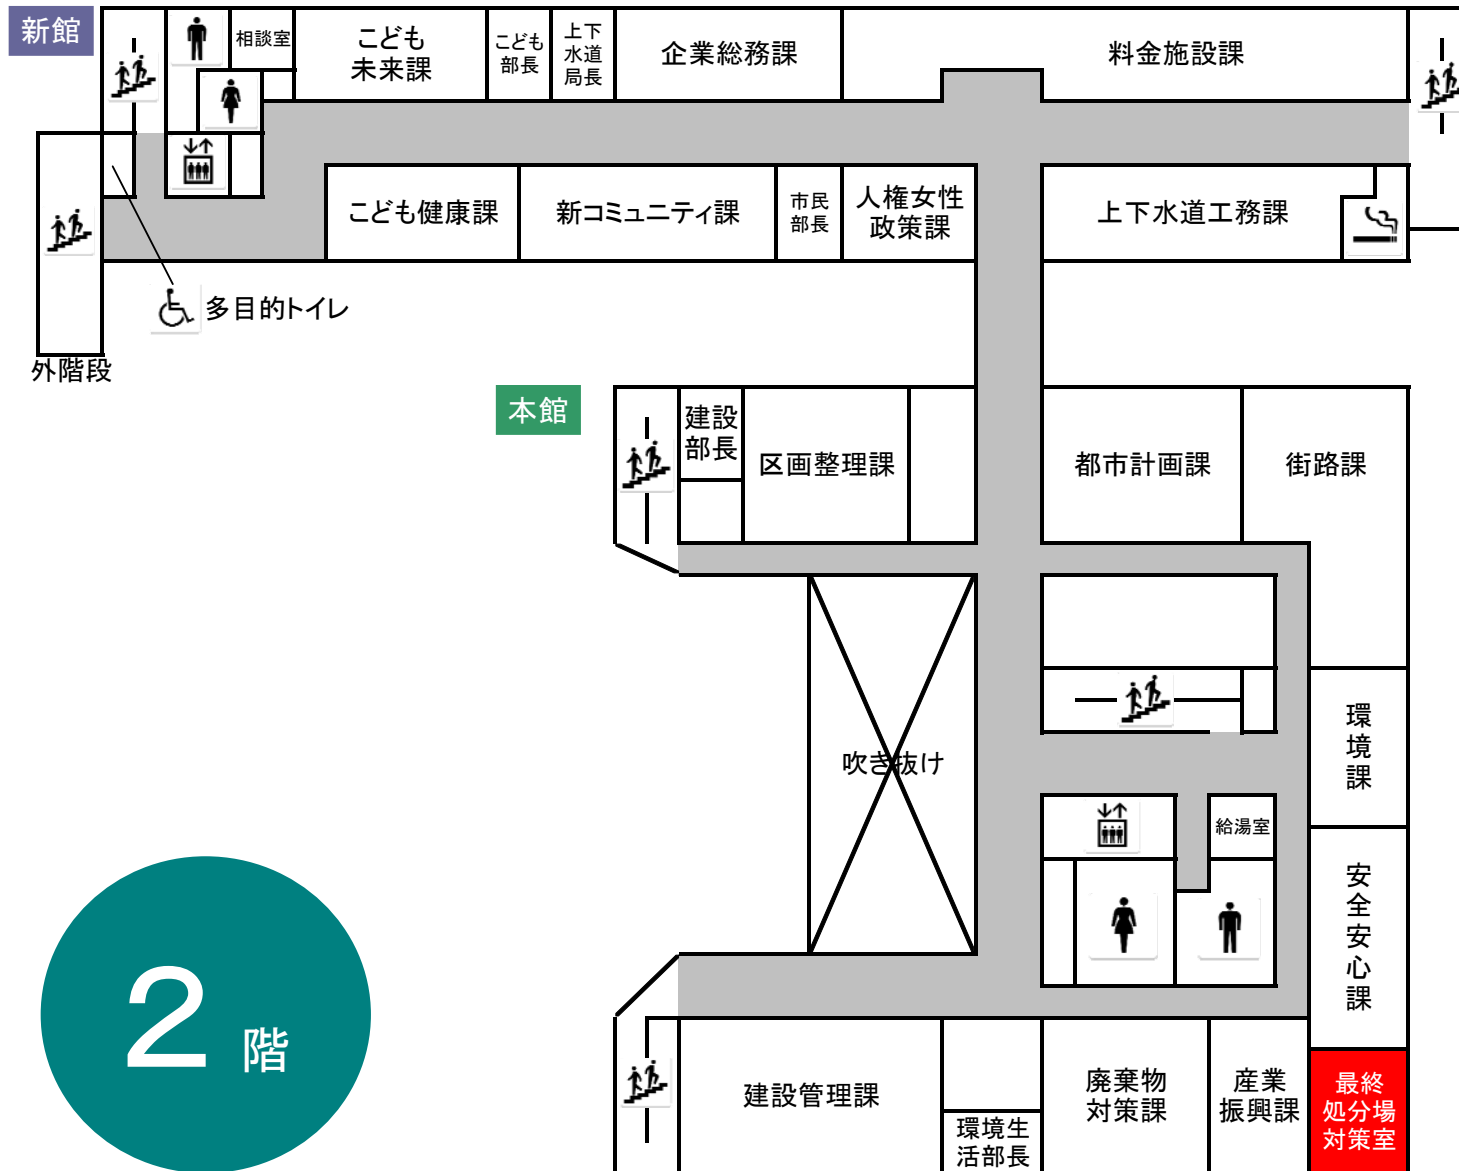 新館
相談室
こども
未来課
こども
部長
上下
水道
局長
企業総務課
料金施設課
こども健康課
新コミュニティ課
市民
部長
人権女性
政策課
上下水道工務課
多目的トイレ
外階段
本館
建設
部長
区画整理課
都市計画課
街路課
吹き抜け
環
境
課
給湯室
安
全
安
心
課
2階
建設管理課
環境生
活部長
廃棄物
対策課
産業
振興課
最終
処分場
対策室